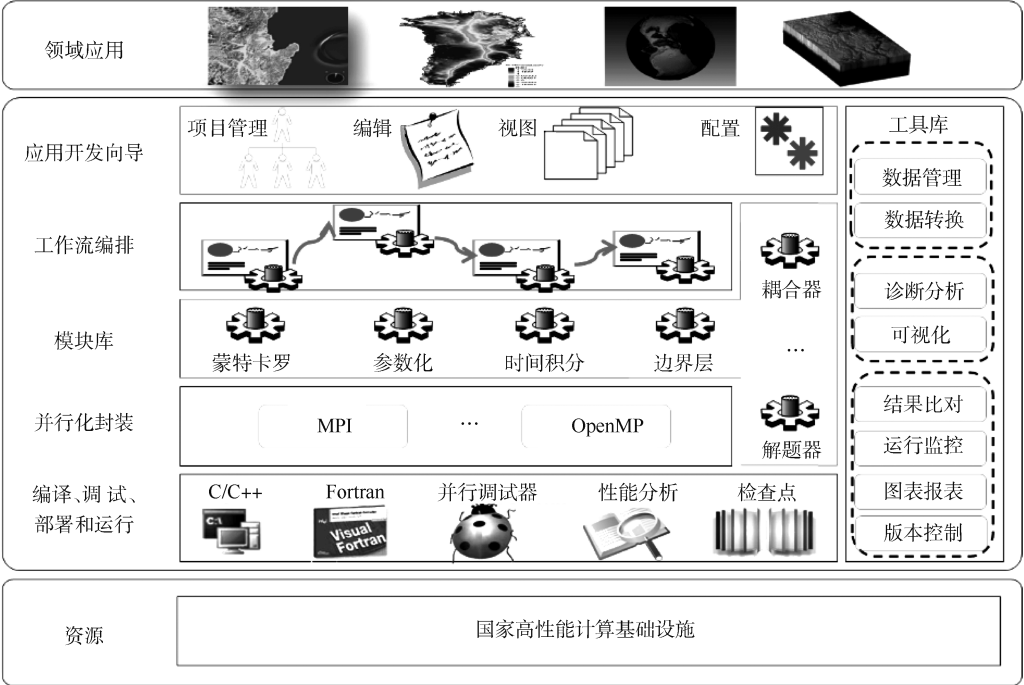 领域应用
应用开发向导
项目管理
编辑
视图
配置
工作流编排
耦合器
模块库
蒙特卡罗
参数化
时间积分
边界层
…
并行化封装
MPI
…
OpenMP
解题器
编译、调试、
部署和运行
C/C++
Fortran
并行调试器
性能分析
检查点
C:\
Visual
Fortran
工具库
数据管理
数据转换
诊断分析
可视化
结果比对
运行监控
图表报表
版本控制
资源
国家高性能计算基础设施